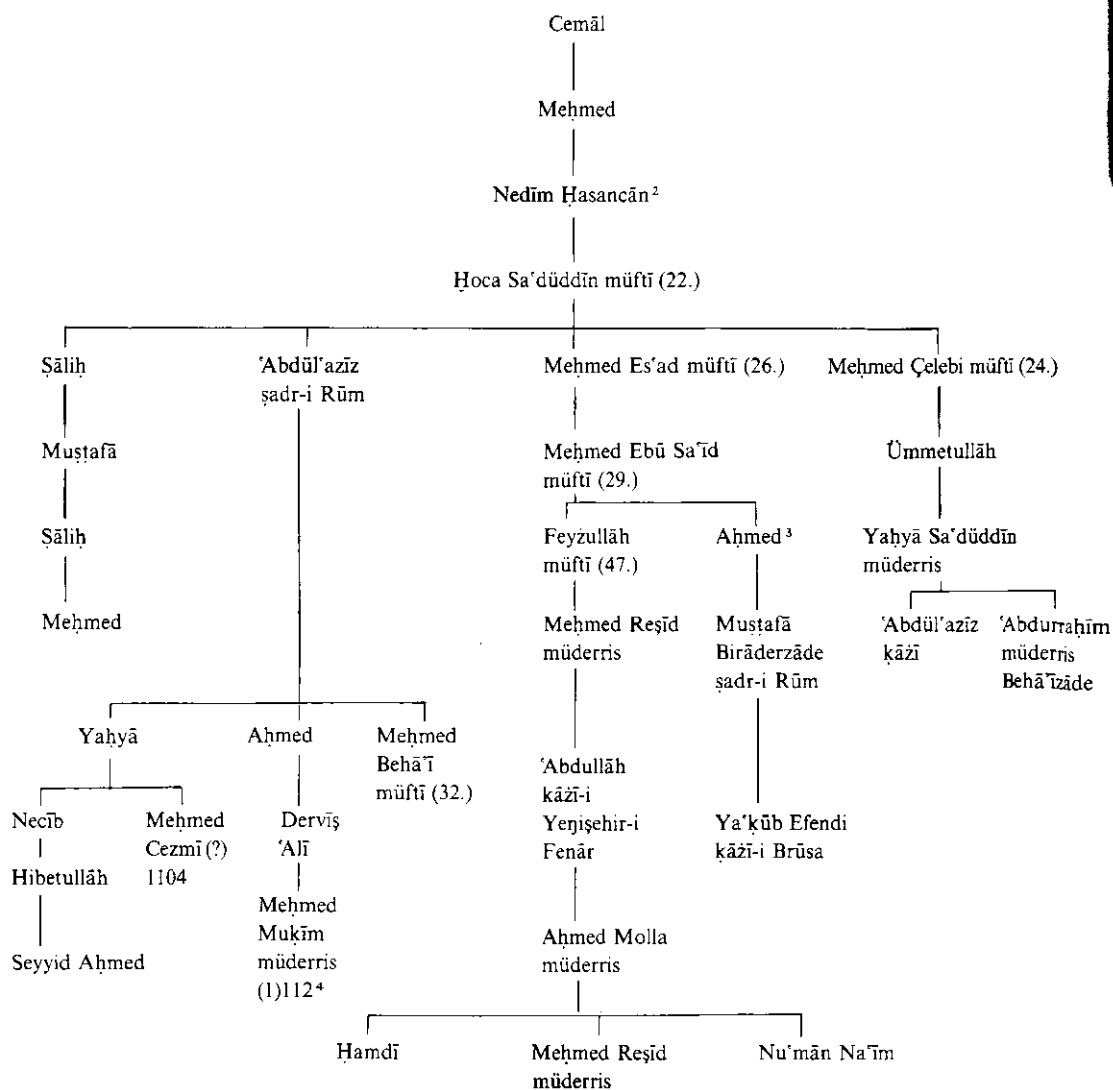 Cemāl
Meḥmed
Nedīm Ḥasancān²
Ḫoca Saʿdüddīn müftī (22.)
Ṣāliḥ
ʿAbdülʿazīz
ṣadr-i Rūm
Meḥmed Esʿad müftī (26.)
Meḥmed Çelebi müftī (24.)
Muṣṭafā
Meḥmed Ebū Saʿīd
müftī (29.)
Ümmetullāh
Ṣāliḥ
Feyżullāh
müftī (47.)
Aḥmed³
Yaḥyā Saʿdüddīn
müderris
Meḥmed
Meḥmed Reşīd
müderris
Muṣṭafā
Birāderzāde
ṣadr-i Rūm
ʿAbdülʿazīz
ḳāżī
ʿAbdurraḥīm
müderris
Behāʾīzāde
Yaḥyā
Aḥmed
Meḥmed
Behāʾī
müftī (32.)
ʿAbdullāh
ḳāżī-i
Yeŋişehir-i
Fenār
Necīb
Meḥmed
Cezmī (?)
1104
Dervīş
ʿAlī
Yaʿḳūb Efendi
ḳāżī-i Brūsa
Hibetullāh
Meḥmed
Muḳīm
müderris
(1)112⁴
Seyyid Aḥmed
Aḥmed Molla
müderris
Ḥamdī
Meḥmed Reşīd
müderris
Nuʿmān Naʿīm